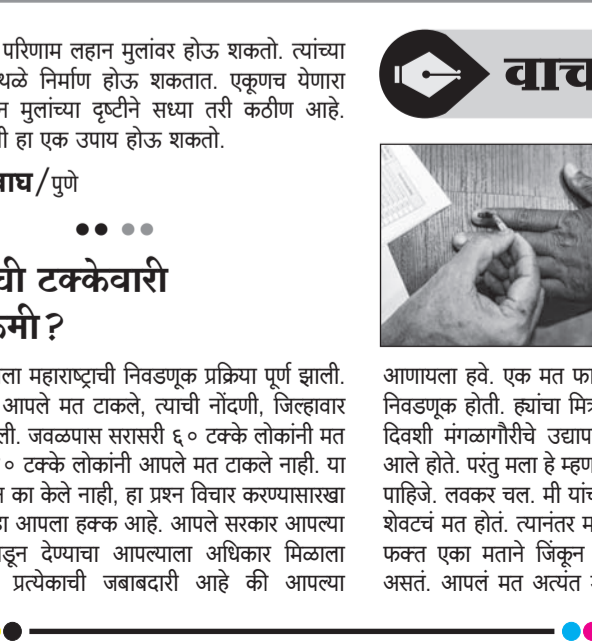 परिणाम लहान मुलांवर होऊ शकतो. त्यांच्या
थळे निर्माण होऊ शकतात. एकूणच येणारा
न मुलांच्या दृष्टीने सध्या तरी कठीण आहे.
हा एक उपाय होऊ शकतो.
वाघ/पुणे
ची टक्केवारी
कमी?
ला महाराष्ट्राची निवडणूक प्रक्रिया पूर्ण झाली.
आपले मत टाकले, त्याची नोंदणी, जिल्हावार
ली. जवळपास सरासरी ६० टक्के लोकांनी मत
० टक्के लोकांनी आपले मत टाकले नाही. या
न का केले नाही, हा प्रश्न विचार करण्यासारखा
हा आपला हक्क आहे. आपले सरकार आपल्या
डून देण्याचा आपल्याला अधिकार मिळाला
प्रत्येकाची जबाबदारी आहे की आपल्या
वाच
आणायला हवे. एक मत फा
निवडणूक होती. ह्यांचा मित्र
दिवशी मंगळागौरीचे उद्याप
आले होते. परंतु मला हे म्हण
पाहिजे. लवकर चल. मी यांच
शेवटचं मत होतं. त्यानंतर म
फक्त एका मताने जिंकून
असतं. आपलं मत अत्यंत